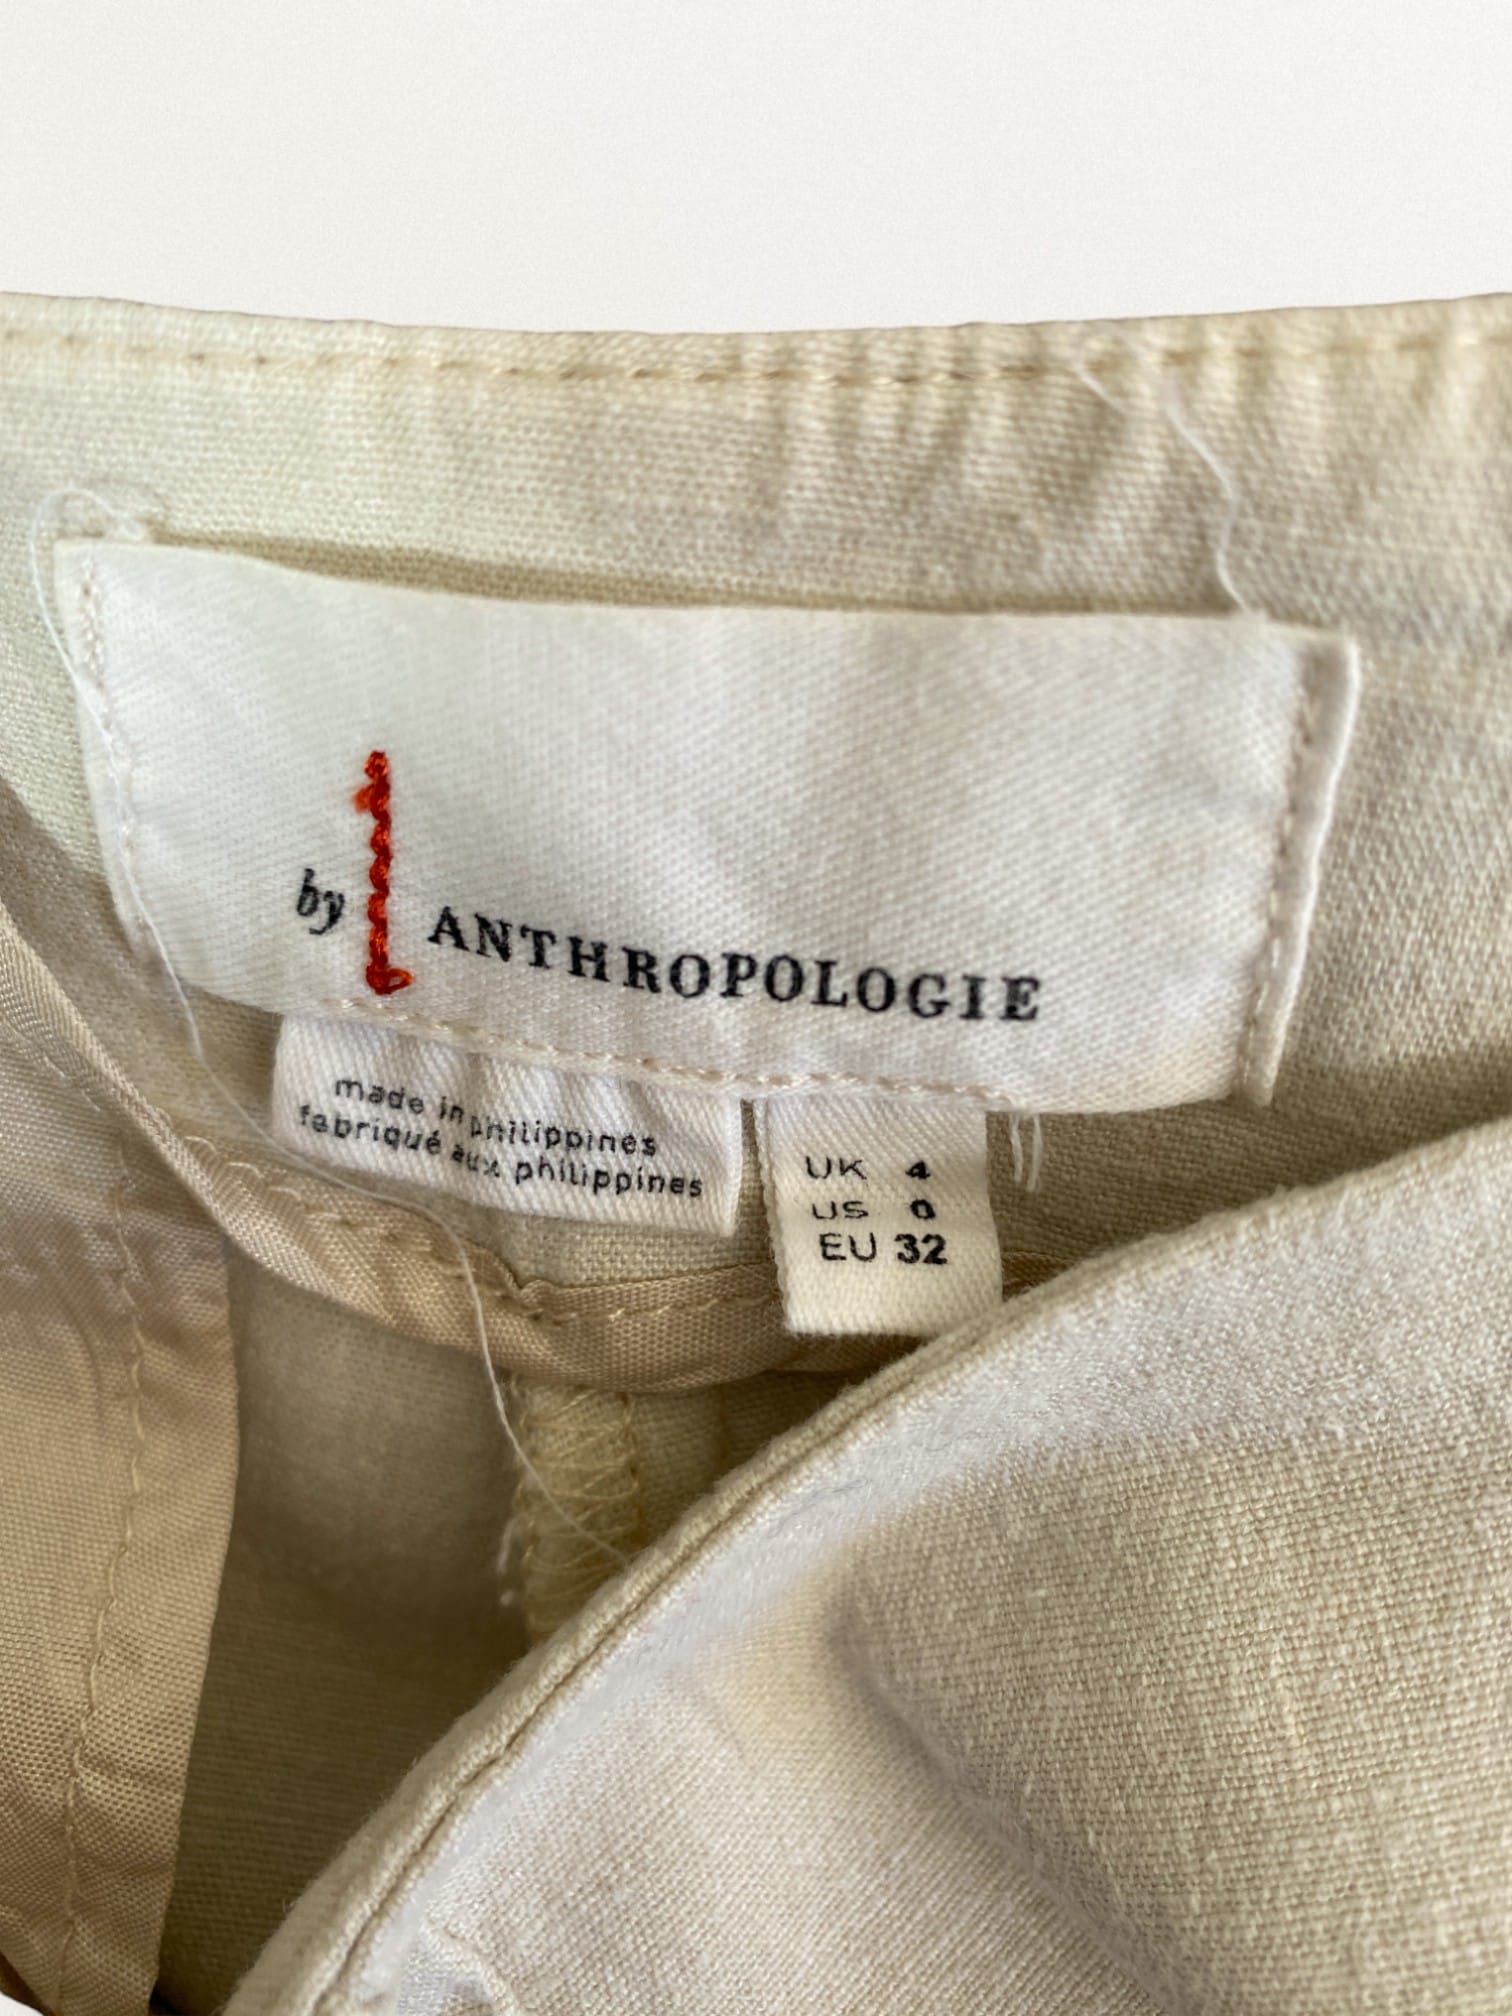 by ANTHROPOLOGIE
made in philippines
fabriqué aux philippines
UK 4
US 0
EU 32